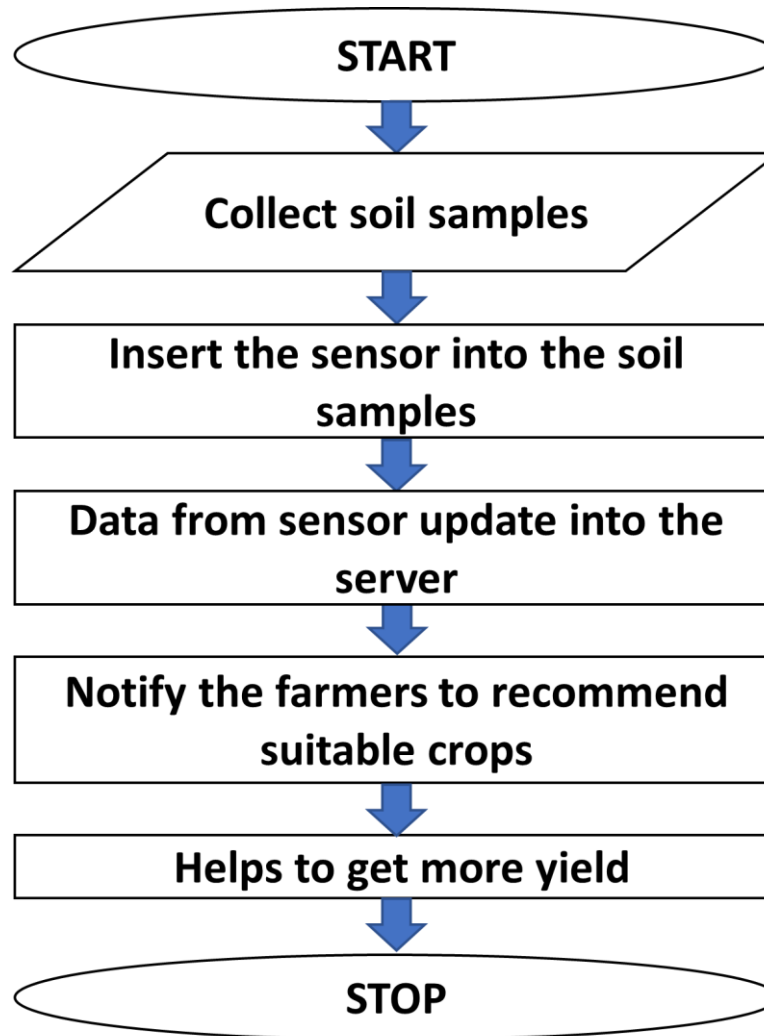 START
Collect soil samples
Insert the sensor into the soil
samples
Data from sensor update into the
server
Notify the farmers to recommend
suitable crops
Helps to get more yield
STOP